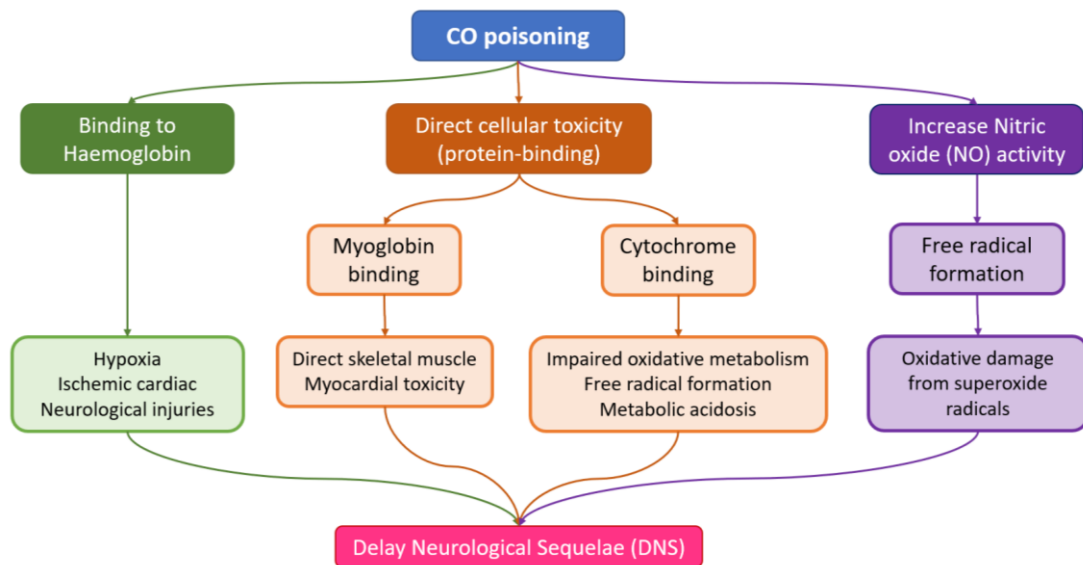 CO poisoning
Binding to
Haemoglobin
Direct cellular toxicity
(protein-binding)
Increase Nitric
oxide (NO) activity
Myoglobin
binding
Cytochrome
binding
Free radical
formation
Hypoxia
Ischemic cardiac
Neurological injuries
Direct skeletal muscle
Myocardial toxicity
Impaired oxidative metabolism
Free radical formation
Metabolic acidosis
Oxidative damage
from superoxide
radicals
Delay Neurological Sequelae (DNS)